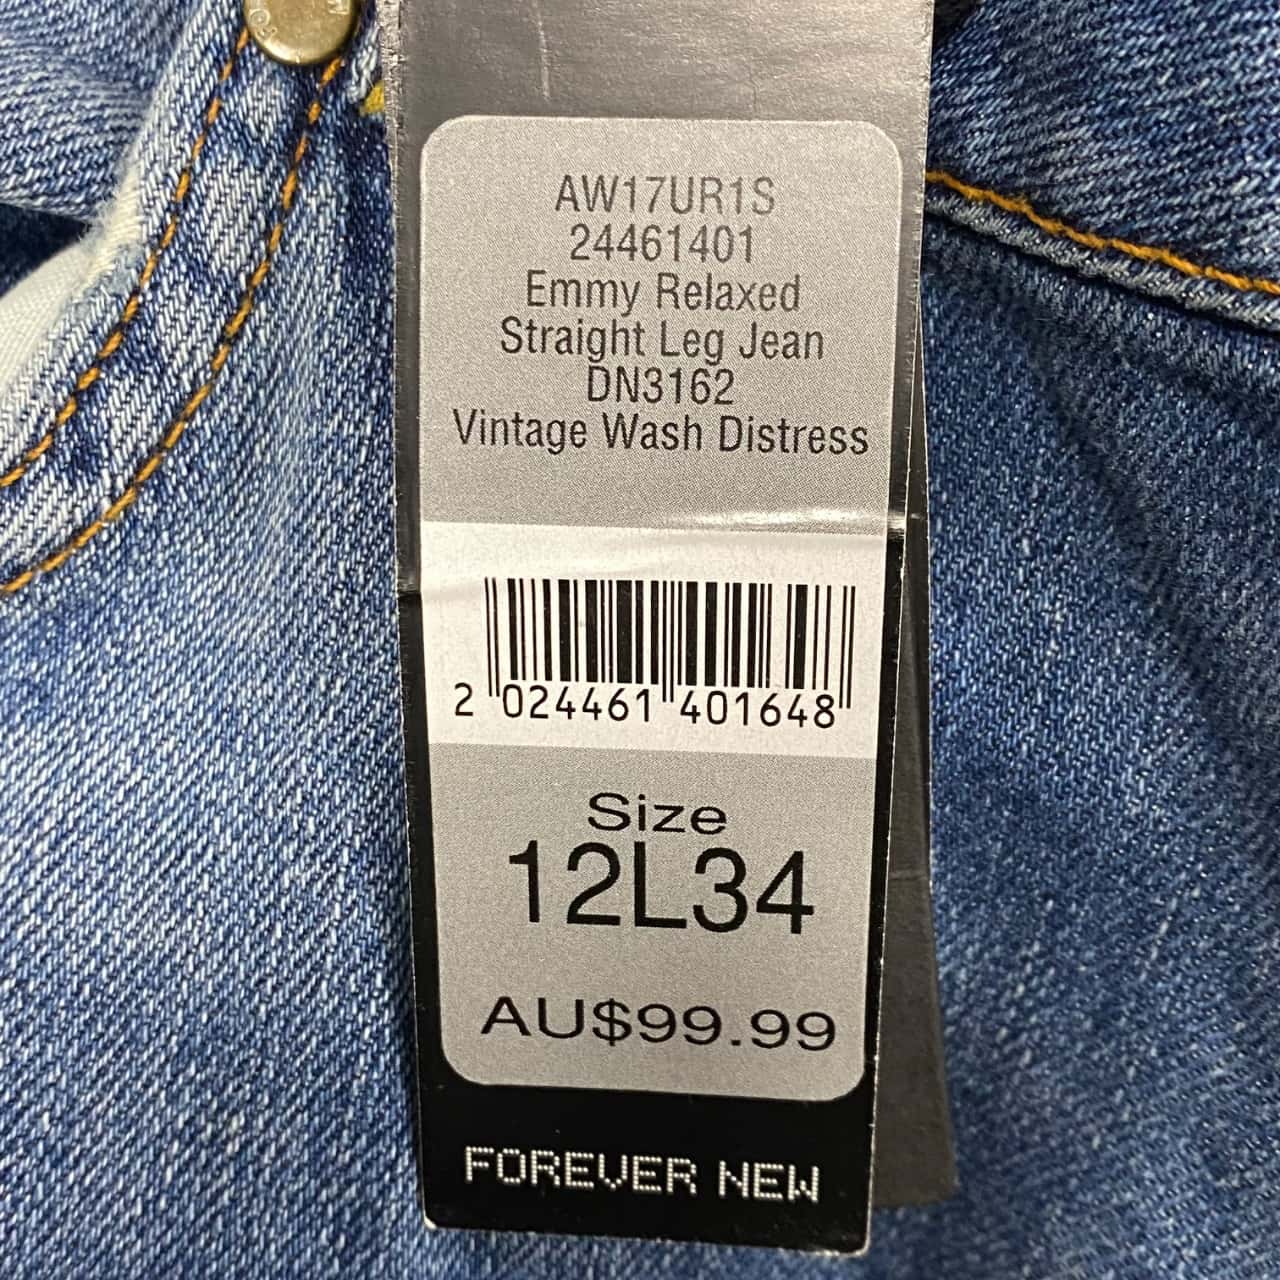 AW17UR1S
24461401
Emmy Relaxed
Straight Leg Jean
DN3162
Vintage Wash Distress
2 024461 401648
Size
12L34
AU$99.99
FOREVER NEW